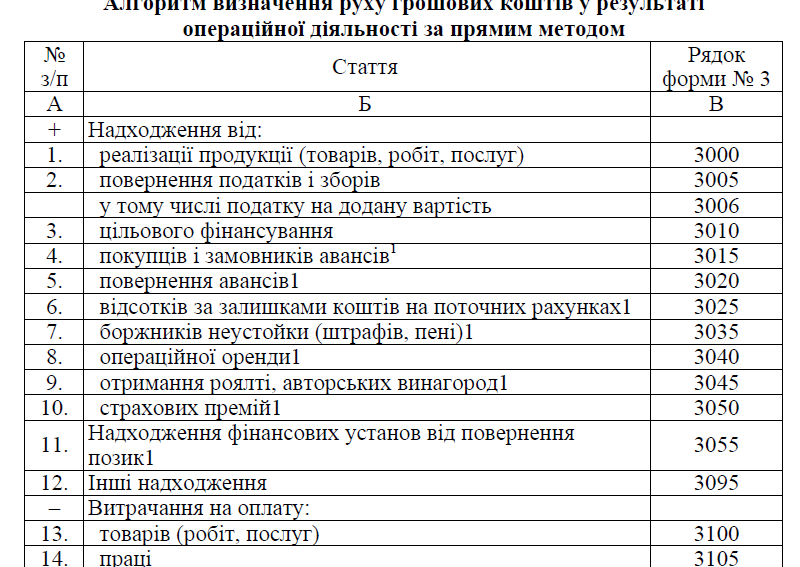 Алгоритм визначення руху грошових коштів у результаті
операційної діяльності за прямим методом
№ з/п Стаття Рядок форми № 3
А Б В
+ Надходження від:
1. реалізації продукції (товарів, робіт, послуг) 3000
2. повернення податків і зборів 3005
у тому числі податку на додану вартість 3006
3. цільового фінансування 3010
4. покупців і замовників авансів¹ 3015
5. повернення авансів1 3020
6. відсотків за залишками коштів на поточних рахунках1 3025
7. боржників неустойки (штрафів, пені)1 3035
8. операційної оренди1 3040
9. отримання роялті, авторських винагород1 3045
10. страхових премій1 3050
11. Надходження фінансових установ від повернення
позик1 3055
12. Інші надходження 3095
– Витрачання на оплату:
13. товарів (робіт, послуг) 3100
14. праці 3105